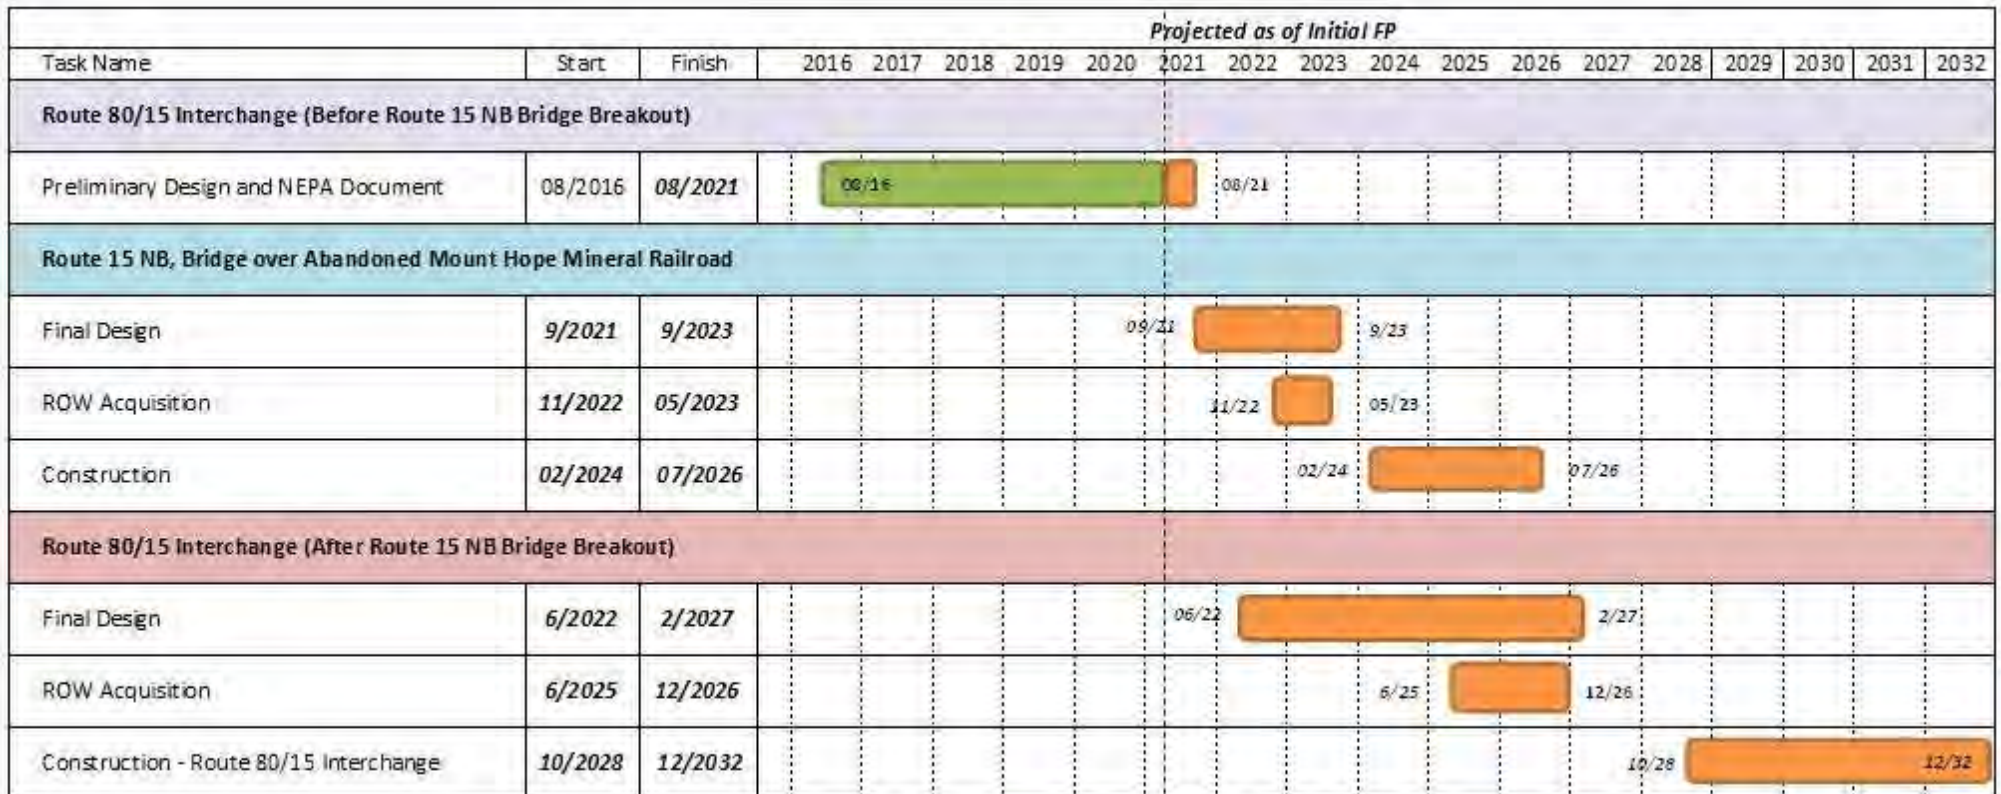 Projected as of Initial FP
Task Name Start Finish 2016 2017 2018 2019 2020 2021 2022 2023 2024 2025 2026 2027 2028 2029 2030 2031 2032
Route 80/15 Interchange (Before Route 15 NB Bridge Breakout)
Preliminary Design and NEPA Document 08/2016 08/2021 08/16 08/21
Route 15 NB, Bridge over Abandoned Mount Hope Mineral Railroad
Final Design 9/2021 9/2023 09/21 9/23
ROW Acquisition 11/2022 05/2023 11/22 05/23
Construction 02/2024 07/2026 02/24 07/26
Route 80/15 Interchange (After Route 15 NB Bridge Breakout)
Final Design 6/2022 2/2027 06/22 2/27
ROW Acquisition 6/2025 12/2026 6/25 12/26
Construction - Route 80/15 Interchange 10/2028 12/2032 10/28 12/32